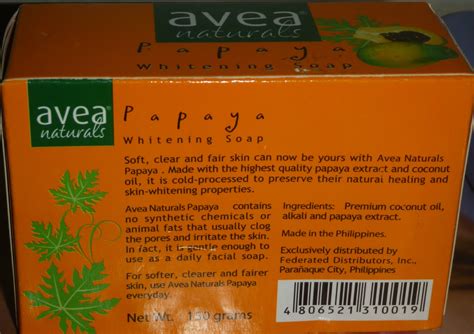 avea
naturals
Papaya
Whitening Soap
avea
naturals
Papaya
Whitening Soap
Soft, clear and fair skin can now be yours with Avea Naturals
Papaya . Made with the highest quality papaya extract and coconut
oil, it is cold-processed to preserve their natural healing and
skin-whitening properties.
Avea Naturals Papaya contains
no synthetic chemicals or
animal fats that usually clog
the pores and irritate the skin.
In fact, it is gentle enough to
use as a daily facial soap.
For softer, clearer and fairer
skin, use Avea Naturals Papaya
everyday.
Net Wt. 150 grams
Ingredients: Premium coconut oil,
alkali and papaya extract.
Made in the Philippines.
Exclusively distributed by
Federated Distributors, Inc.,
Parañaque City, Philippines
4 806521 310019